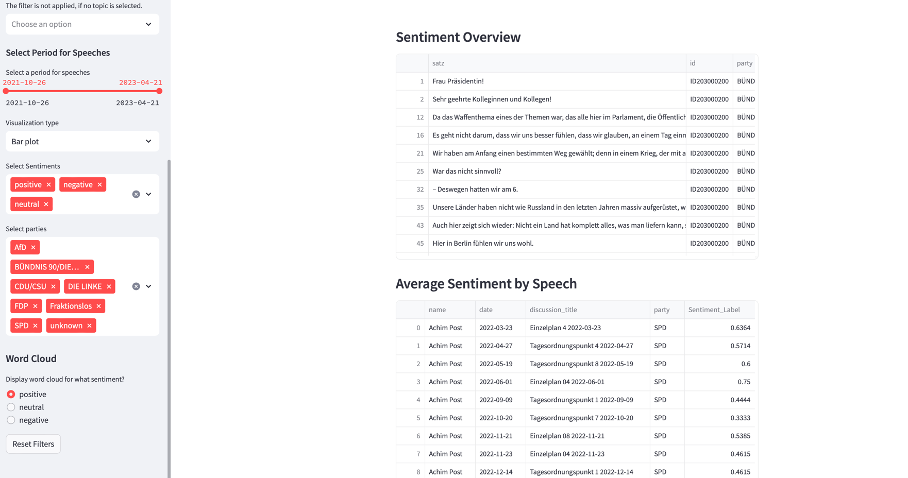 The filter is not applied, if no topic is selected.
Choose an option
Select Period for Speeches
Select a period for speeches
2021-10-26 2023-04-21
2021-10-26 2023-04-21
Visualization type
Bar plot
Select Sentiments
positive × negative ×
neutral ×
Select parties
AfD ×
BÜNDNIS 90/DIE... ×
CDU/CSU × DIE LINKE ×
FDP × Fraktionslos ×
SPD × unknown ×
Word Cloud
Display word cloud for what sentiment?
positive
neutral
negative
Reset Filters
Sentiment Overview
satz id party
1 Frau Präsidentin! ID203000200 BÜND
2 Sehr geehrte Kolleginnen und Kollegen! ID203000200 BÜND
12 Da das Waffenthema eines der Themen war, das alle hier im Parlament, die Öffentlich ID203000200 BÜND
16 Es geht nicht darum, dass wir uns besser fühlen, dass wir glauben, an einem Tag einn ID203000200 BÜND
21 Wir haben am Anfang einen bestimmten Weg gewählt; denn in einem Krieg, der mit a ID203000200 BÜND
25 War das nicht sinnvoll? ID203000200 BÜND
32 – Deswegen hatten wir am 6. ID203000200 BÜND
35 Unsere Länder haben nicht wie Russland in den letzten Jahren massiv aufgerüstet, w ID203000200 BÜND
43 Auch hier zeigt sich wieder: Nicht ein Land hat komplett alles, was man liefern kann, s ID203000200 BÜND
45 Hier in Berlin fühlen wir uns wohl. ID203000200 BÜND
Average Sentiment by Speech
name date discussion_title party Sentiment_Label
0 Achim Post 2022-03-23 Einzelplan 4 2022-03-23 SPD 0.6364
1 Achim Post 2022-04-27 Tagesordnungspunkt 4 2022-04-27 SPD 0.5714
2 Achim Post 2022-05-19 Tagesordnungspunkt 8 2022-05-19 SPD 0.6
3 Achim Post 2022-06-01 Einzelplan 04 2022-06-01 SPD 0.75
4 Achim Post 2022-09-09 Tagesordnungspunkt 1 2022-09-09 SPD 0.4444
5 Achim Post 2022-10-20 Tagesordnungspunkt 7 2022-10-20 SPD 0.3333
6 Achim Post 2022-11-21 Einzelplan 08 2022-11-21 SPD 0.5385
7 Achim Post 2022-11-23 Einzelplan 04 2022-11-23 SPD 0.4615
8 Achim Post 2022-12-14 Tagesordnungspunkt 1 2022-12-14 SPD 0.4615